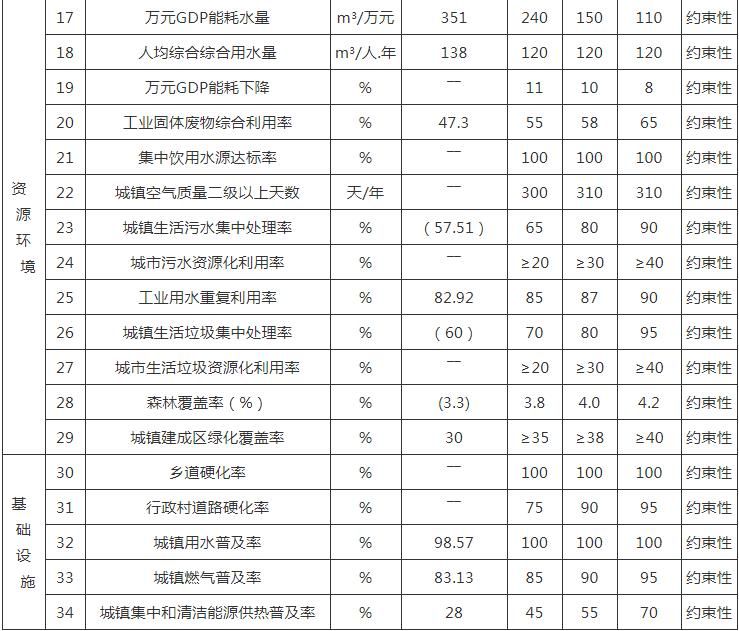 17 万元GDP能耗水量 m³/万元 351 240 150 110 约束性
18 人均综合综合用水量 m³/人.年 138 120 120 120 约束性
19 万元GDP能耗下降 % — 11 10 8 约束性
20 工业固体废物综合利用率 % 47.3 55 58 65 约束性
21 集中饮用水源达标率 % — 100 100 100 约束性
资源环境
22 城镇空气质量二级以上天数 天/年 — 300 310 310 约束性
23 城镇生活污水集中处理率 % （57.51） 65 80 90 约束性
24 城市污水资源化利用率 % — ≥20 ≥30 ≥40 约束性
25 工业用水重复利用率 % 82.92 85 87 90 约束性
26 城镇生活垃圾集中处理率 % （60） 70 80 95 约束性
27 城市生活垃圾资源化利用率 % — ≥20 ≥30 ≥40 约束性
28 森林覆盖率（%） % (3.3) 3.8 4.0 4.2 约束性
29 城镇建成区绿化覆盖率 % 30 ≥35 ≥38 ≥40 约束性
30 乡道硬化率 % — 100 100 100 约束性
基础设施
31 行政村道路硬化率 % — 75 90 95 约束性
32 城镇用水普及率 % 98.57 100 100 100 约束性
33 城镇燃气普及率 % 83.13 85 90 95 约束性
34 城镇集中和清洁能源供热普及率 % 28 45 55 70 约束性